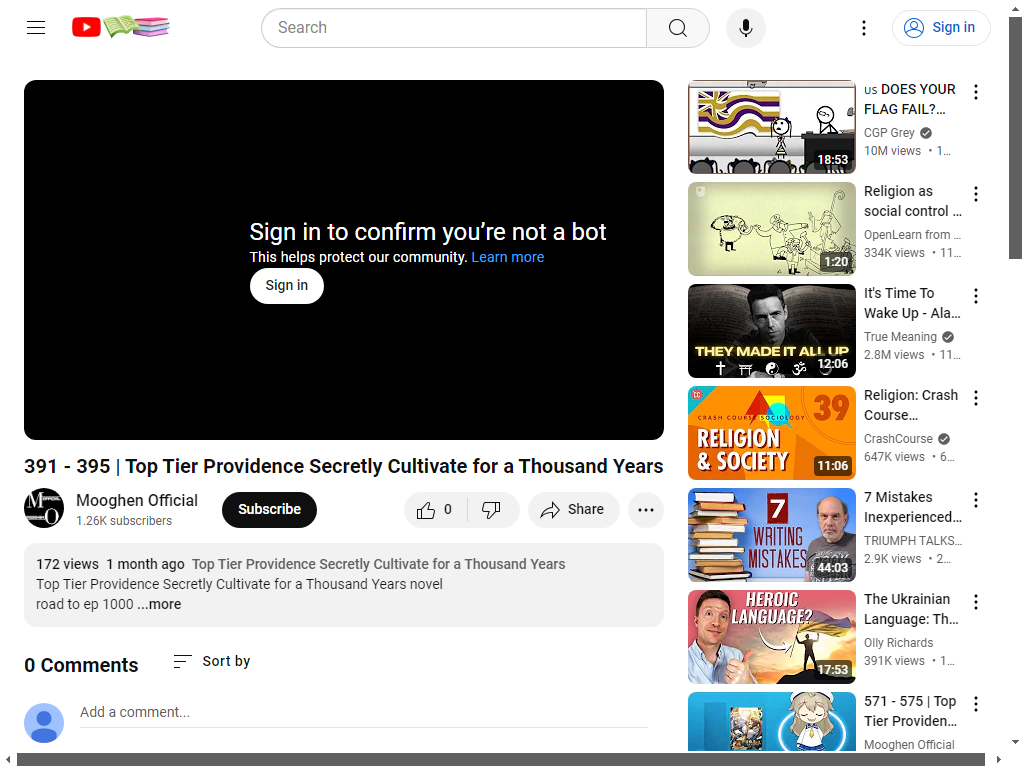 Search
Sign in
Sign in to confirm you're not a bot
This helps protect our community. Learn more
Sign in
391 - 395 | Top Tier Providence Secretly Cultivate for a Thousand Years
Mooghen Official
1.26K subscribers
Subscribe
0
Share
172 views 1 month ago Top Tier Providence Secretly Cultivate for a Thousand Years
Top Tier Providence Secretly Cultivate for a Thousand Years novel
road to ep 1000 ...more
0 Comments
Sort by
Add a comment...
18:53
us DOES YOUR
FLAG FAIL?...
CGP Grey
10M views • 1...
1:20
Religion as
social control ...
OpenLearn from ...
334K views • 11...
THEY MADE IT ALL UP
12:06
It's Time To
Wake Up - Ala...
True Meaning
2.8M views • 11...
CC
CRASH COURSE SOCIOLOGY
39
RELIGION
& SOCIETY
11:06
Religion: Crash
Course...
CrashCourse
647K views • 6...
7
WRITING
MISTAKES
44:03
7 Mistakes
Inexperienced...
TRIUMPH TALKS...
2.9K views • 2...
HEROIC
LANGUAGE?
17:53
The Ukrainian
Language: Th...
Olly Richards
391K views • 1...
571 - 575 | Top
Tier Providen...
Mooghen Official